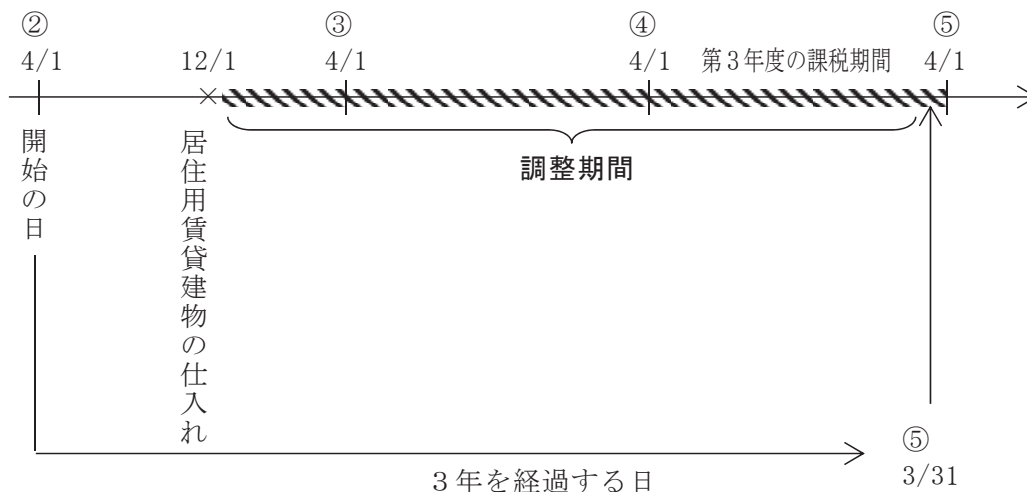 ② ③ ④ ⑤
4/1 12/1 4/1 4/1 第3年度の課税期間 4/1
×
開始の日
居住用賃貸建物の仕入れ
調整期間
⑤
3/31
3年を経過する日